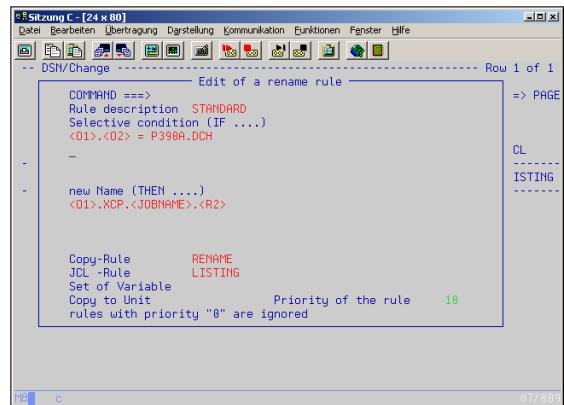 Sitzung C - [24 x 80]
Datei Bearbeiten Übertragung Darstellung Kommunikation Funktionen Fenster Hilfe
-- DSN/Change ------------------------------------------------ Row 1 of 1
Edit of a rename rule
COMMAND ===>
=> PAGE
Rule description STANDARD
Selective condition (IF ....)
<O1>.<O2> = P390A.DCH
CL
-------
ISTING
-------
new Name (THEN ....)
<O1>.XCP.<JOBNAME>.<R2>
Copy-Rule RENAME
JCL -Rule LISTING
Set of Variable
Copy to Unit Priority of the rule 10
rules with priority "0" are ignored
MA c 07/009